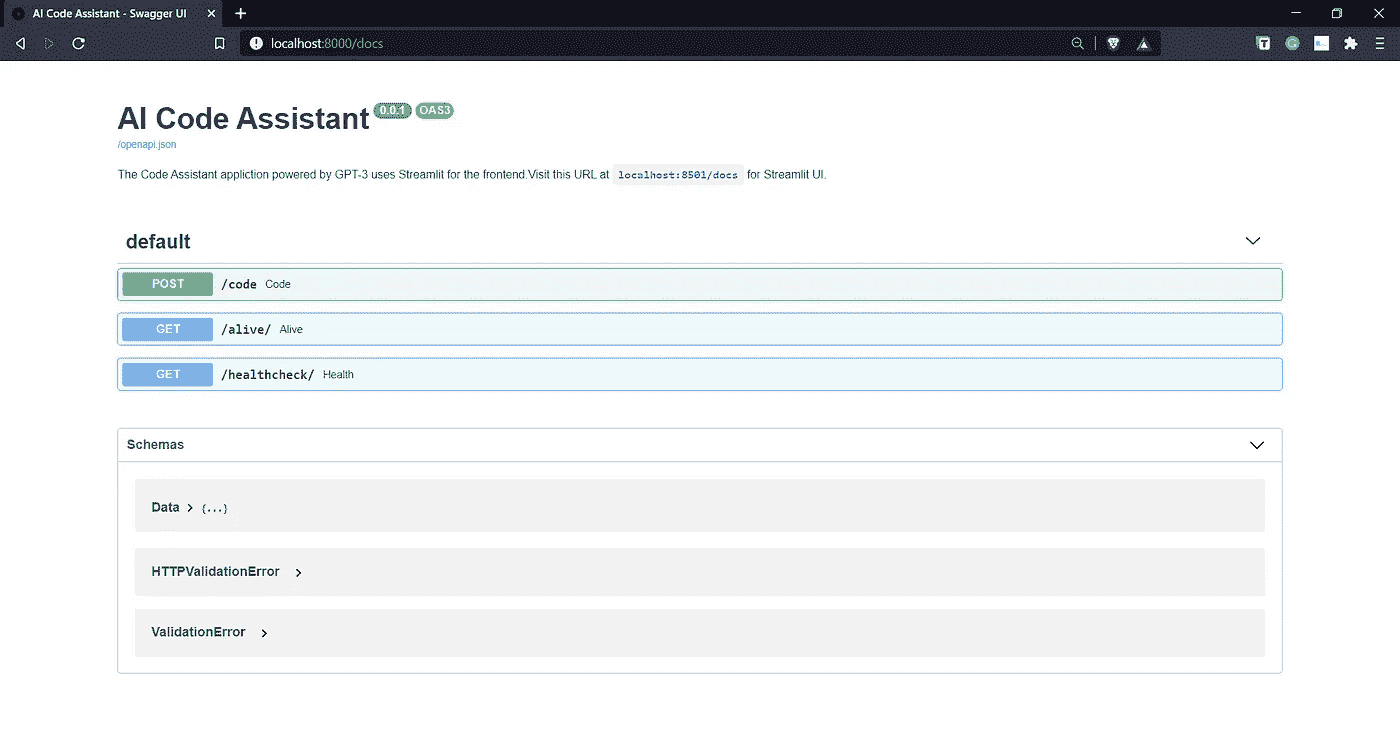 AI Code Assistant - Swagger UI
localhost:8000/docs
AI Code Assistant 0.0.1 OAS3
/openapi.json
The Code Assistant appliction powered by GPT-3 uses Streamlit for the frontend.Visit this URL at localhost:8501/docs for Streamlit UI.
default
POST /code Code
GET /alive/ Alive
GET /healthcheck/ Health
Schemas
Data > {...}
HTTPValidationError >
ValidationError >